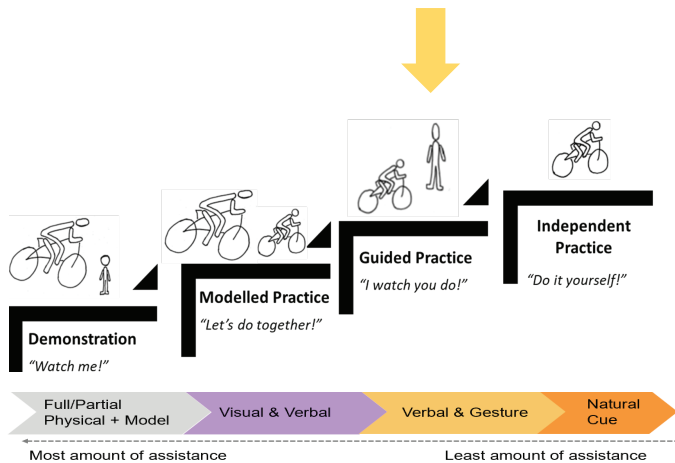 Demonstration
“Watch me!”
Modelled Practice
“Let’s do together!”
Guided Practice
“I watch you do!”
Independent
Practice
“Do it yourself!”
Full/Partial
Physical + Model
Visual & Verbal
Verbal & Gesture
Natural
Cue
Most amount of assistance
Least amount of assistance